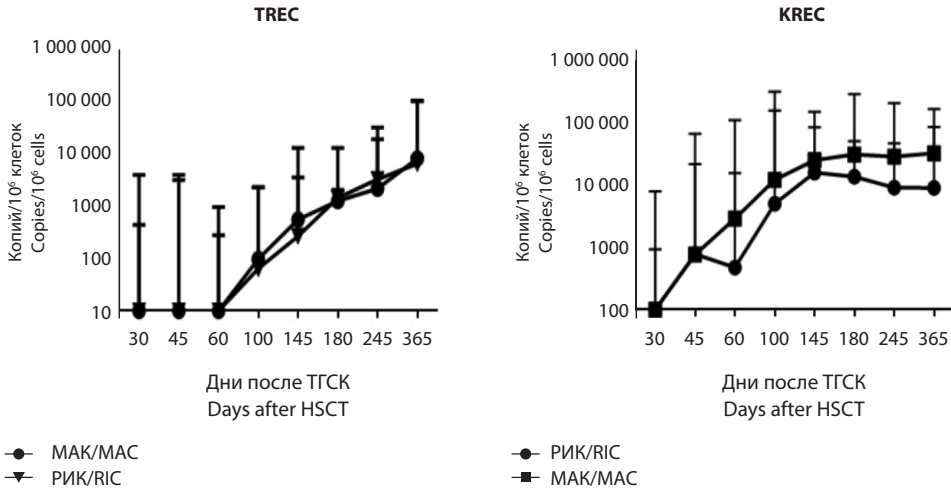 TREC
Копий/10⁶ клеток
Copies/10⁶ cells
1 000 000
100 000
10 000
1000
100
10
30 45 60 100 145 180 245 365
Дни после ТГСК
Days after HSCT
МАК/MAC
РИК/RIC
KREC
Копий/10⁶ клеток
Copies/10⁶ cells
1 000 000
100 000
10 000
1000
100
30 45 60 100 145 180 245 365
Дни после ТГСК
Days after HSCT
РИК/RIC
МАК/MAC